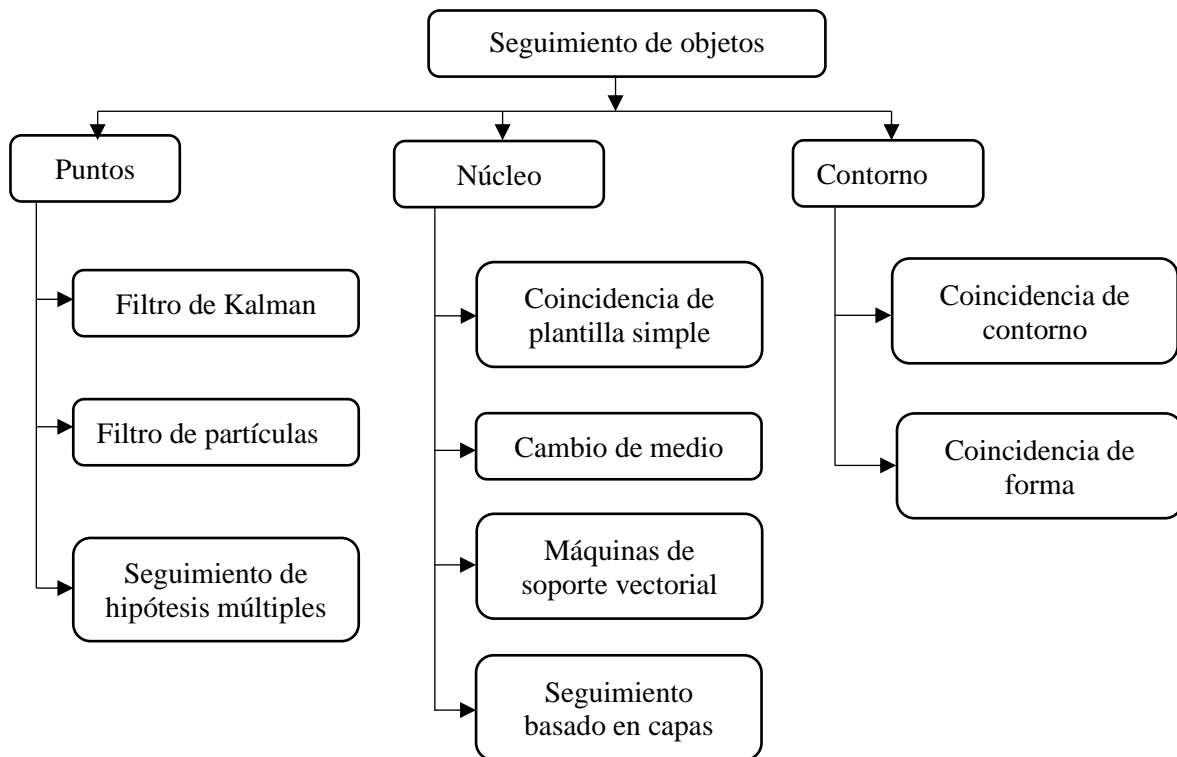 Seguimiento de objetos
Puntos
Núcleo
Contorno
Filtro de Kalman
Filtro de partículas
Seguimiento de
hipótesis múltiples
Coincidencia de
plantilla simple
Cambio de medio
Máquinas de
soporte vectorial
Seguimiento
basado en capas
Coincidencia de
contorno
Coincidencia de
forma